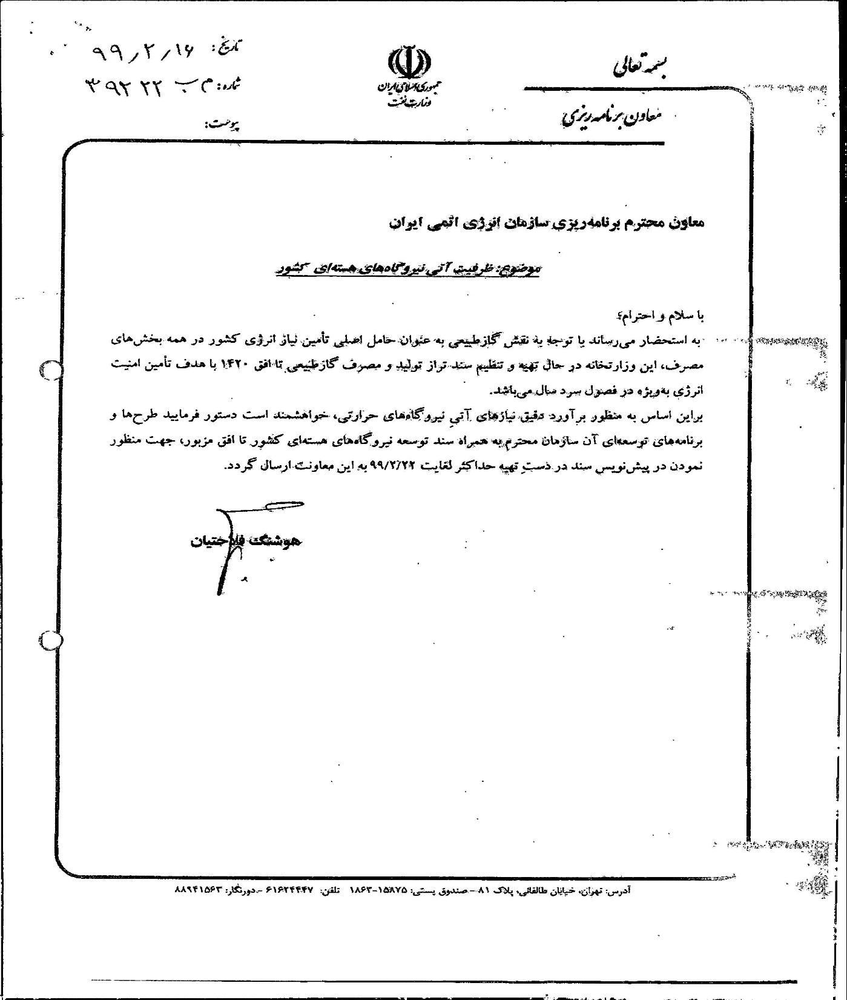 بسمه تعالی
جمهوری اسلامی ایران
وزارت نفت
معاون برنامه‌ریزی
تاریخ: ۹۹/۲/۱۶
شماره: م ب ۳۹۲۲۲
پیوست:
معاون محترم برنامه‌ریزی سازمان انرژی اتمی ایران
موضوع: ظرفیت آتی نیروگاه‌های هسته‌ای کشور
با سلام و احترام؛
به استحضار می‌رساند با توجه به نقش گازطبیعی به عنوان حامل اصلی تأمین نیاز انرژی کشور در همه بخش‌های
مصرف، این وزارتخانه در حال تهیه و تنظیم سند تراز تولید و مصرف گازطبیعی تا افق ۱۴۲۰ با هدف تأمین امنیت
انرژی به‌ویژه در فصول سرد سال می‌باشد.
براین اساس به منظور برآورد دقیق نیازهای آتیِ نیروگاه‌های حرارتی، خواهشمند است دستور فرمایید طرح‌ها و
برنامه‌های توسعه‌ای آن سازمان محترم به همراه سند توسعه نیروگاه‌های هسته‌ای کشور تا افق مزبور، جهت منظور
نمودن در پیش‌نویس سند در دستِ تهیه حداکثر لغایت ۹۹/۲/۲۲ به این معاونت ارسال گردد.
هوشنگ فلاحتیان
آدرس: تهران، خیابان طالقانی، پلاک ۸۱ - صندوق پستی: ۱۵۸۷۵-۱۸۶۳ تلفن: ۶۱۶۲۴۴۴۷ - دورنگار: ۸۸۹۴۱۵۶۳